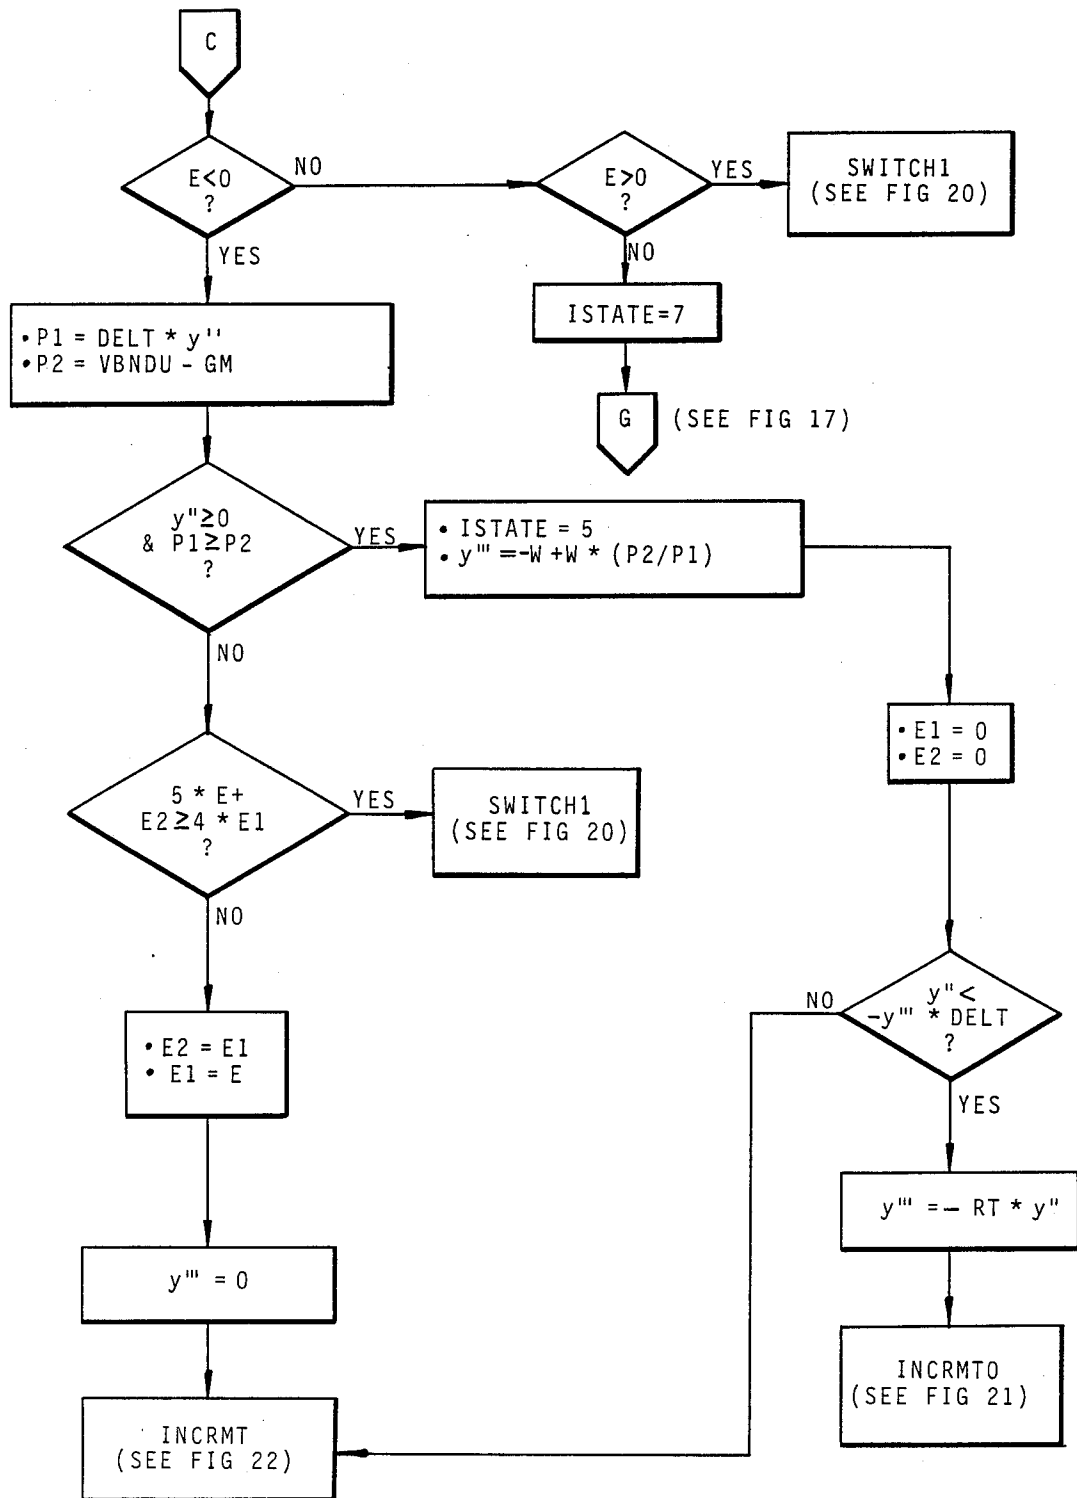 C
E<0
?
NO
YES
E>0
?
YES
NO
SWITCH1
(SEE FIG 20)
ISTATE=7
G
(SEE FIG 17)
• P1 = DELT * y''
• P2 = VBNDU - GM
y" ≥ 0
& P1 ≥ P2
?
YES
NO
• ISTATE = 5
• y''' = -W + W * (P2/P1)
• E1 = 0
• E2 = 0
5 * E+
E2 ≥ 4 * E1
?
YES
NO
SWITCH1
(SEE FIG 20)
• E2 = E1
• E1 = E
y''' = 0
INCRMT
(SEE FIG 22)
y" <
-y''' * DELT
?
NO
YES
y''' = - RT * y"
INCRMTO
(SEE FIG 21)